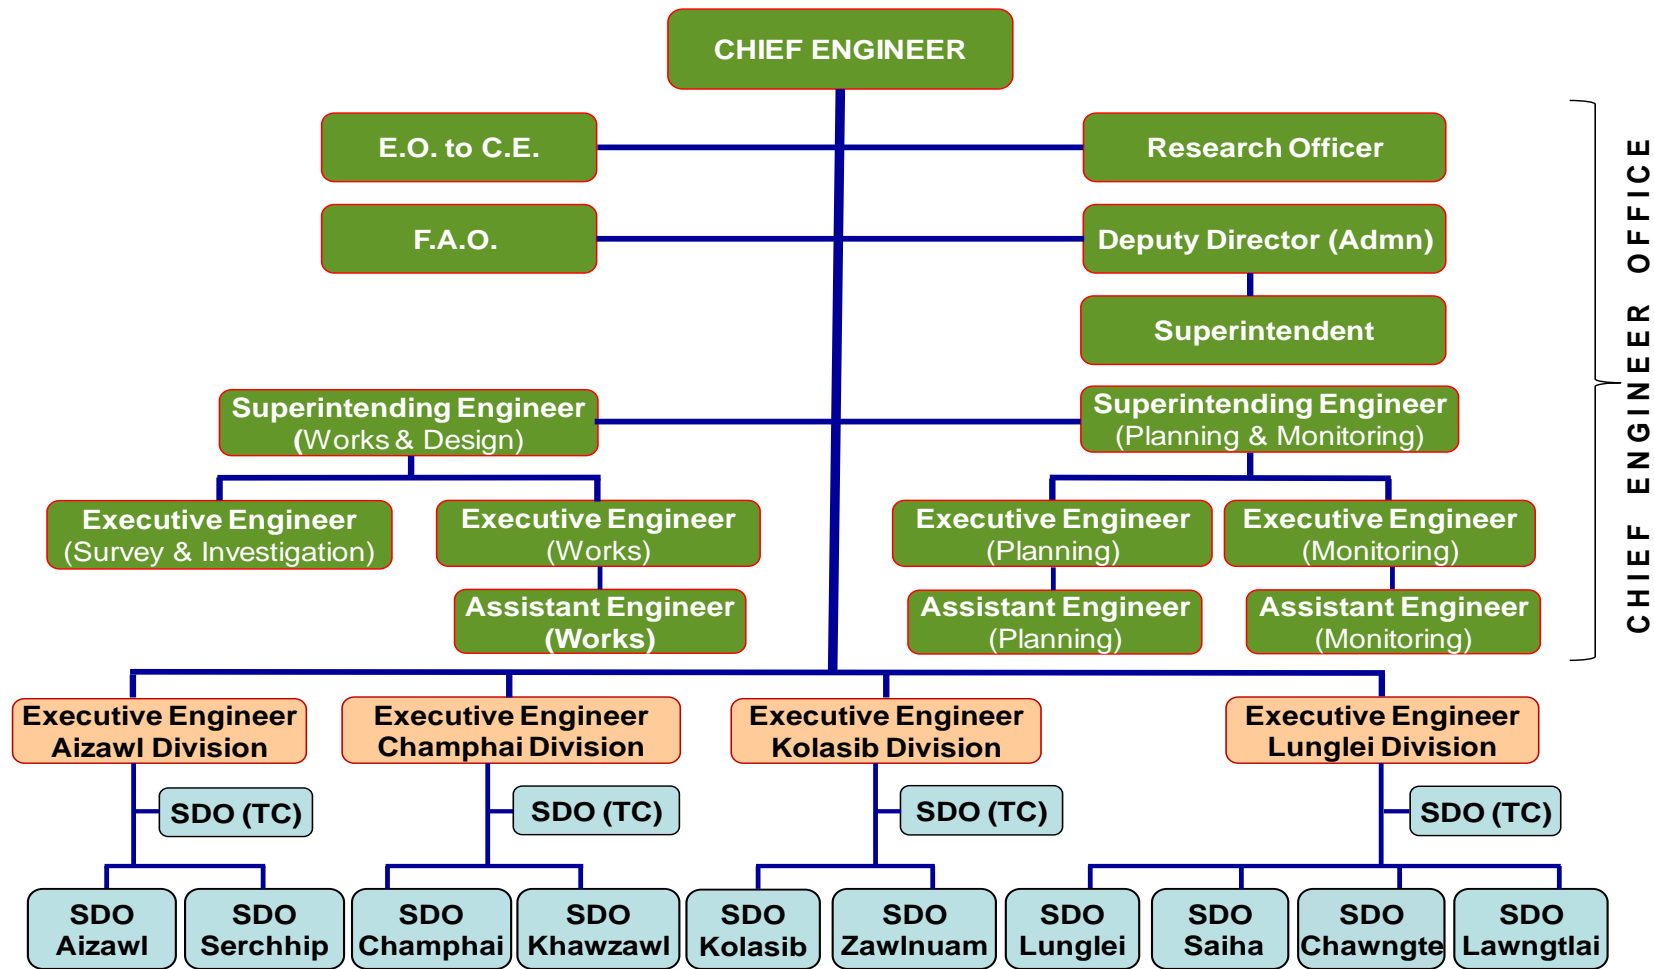 CHIEF ENGINEER
E.O. to C.E.
Research Officer
F.A.O.
Deputy Director (Admn)
Superintendent
Superintending Engineer
(Works & Design)
Superintending Engineer
(Planning & Monitoring)
Executive Engineer
(Survey & Investigation)
Executive Engineer
(Works)
Executive Engineer
(Planning)
Executive Engineer
(Monitoring)
Assistant Engineer
(Works)
Assistant Engineer
(Planning)
Assistant Engineer
(Monitoring)
CHIEF ENGINEER OFFICE
Executive Engineer
Aizawl Division
Executive Engineer
Champhai Division
Executive Engineer
Kolasib Division
Executive Engineer
Lunglei Division
SDO (TC)
SDO (TC)
SDO (TC)
SDO (TC)
SDO
Aizawl
SDO
Serchhip
SDO
Champhai
SDO
Khawzawl
SDO
Kolasib
SDO
Zawlnuam
SDO
Lunglei
SDO
Saiha
SDO
Chawngte
SDO
Lawngtlai